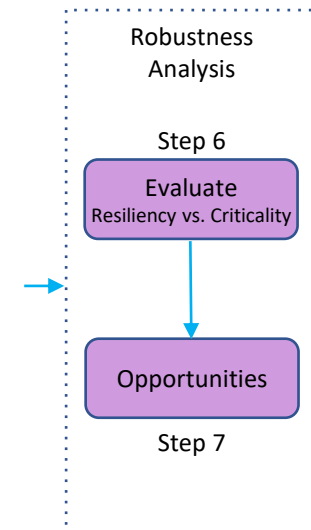 Robustness
Analysis
Step 6
Evaluate
Resiliency vs. Criticality
Opportunities
Step 7